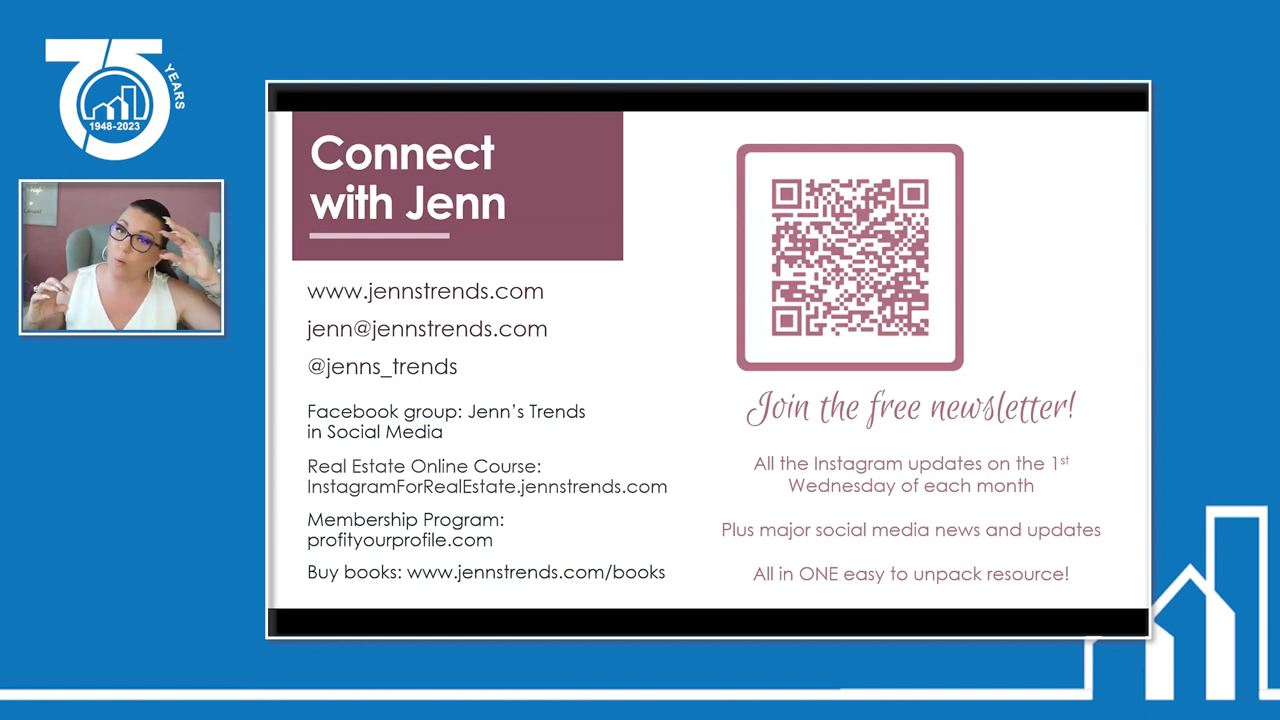 75
YEARS
1948-2023
Connect
with Jenn
www.jennstrends.com
jenn@jennstrends.com
@jenns_trends
Facebook group: Jenn's Trends
in Social Media
Real Estate Online Course:
InstagramForRealEstate.jennstrends.com
Membership Program:
profityourprofile.com
Buy books: www.jennstrends.com/books
Join the free newsletter!
All the Instagram updates on the 1st
Wednesday of each month
Plus major social media news and updates
All in ONE easy to unpack resource!